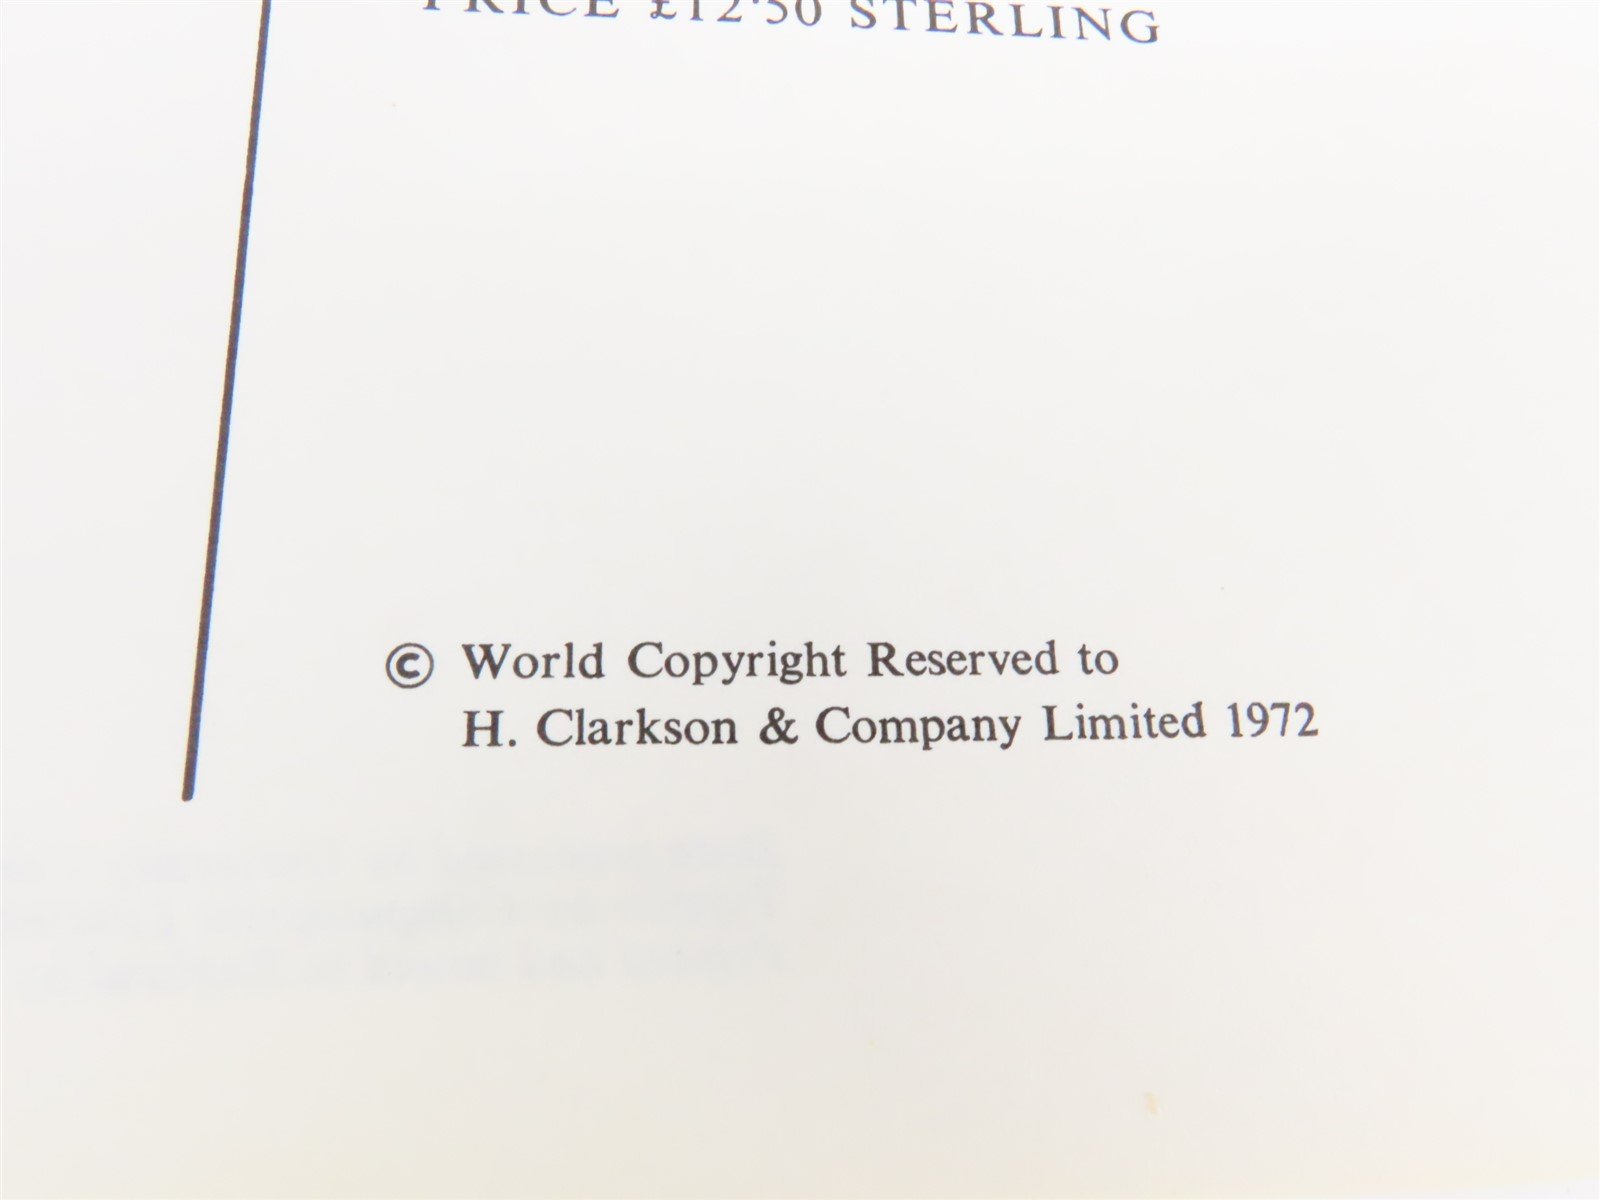 PRICE £12·50 STERLING
© World Copyright Reserved to
H. Clarkson & Company Limited 1972